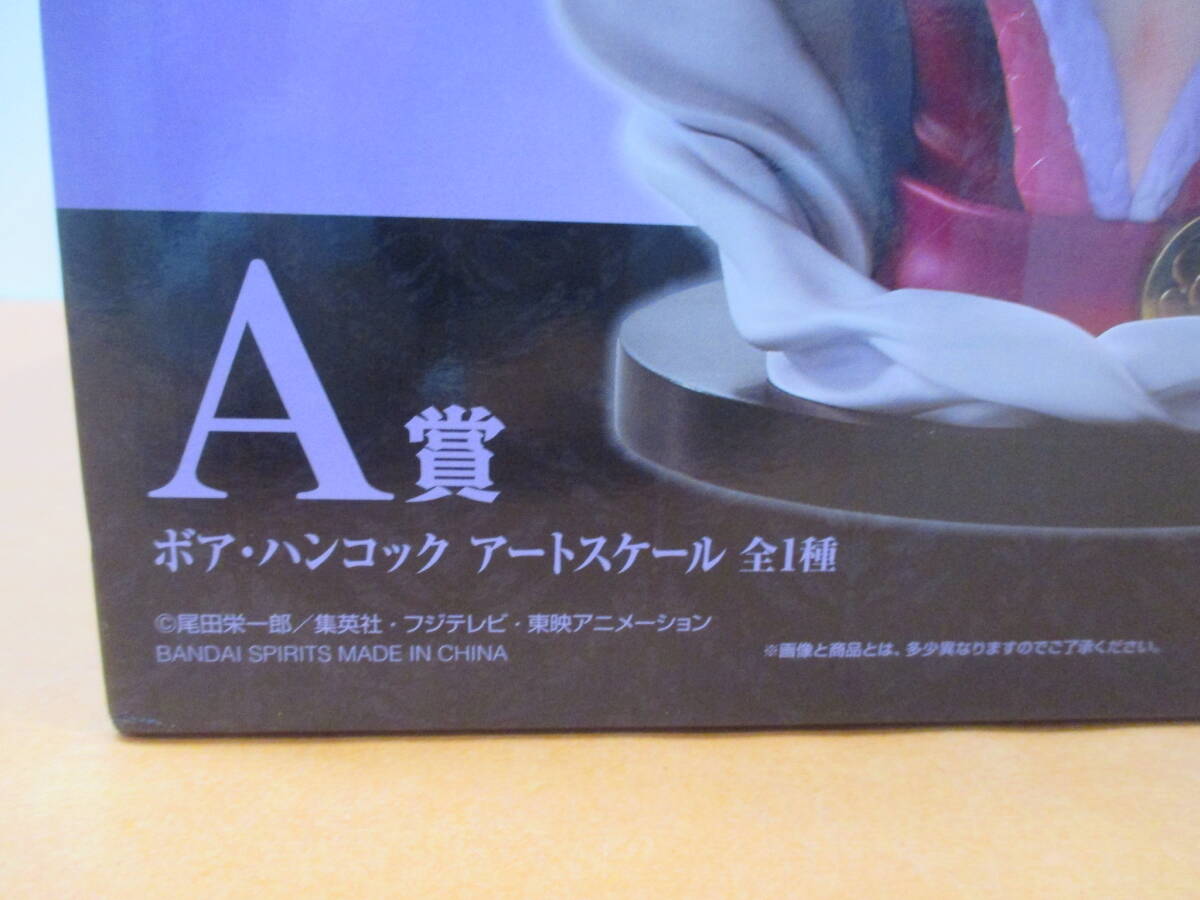 A賞
ボア・ハンコック アートスケール 全1種
©尾田栄一郎／集英社・フジテレビ・東映アニメーション
BANDAI SPIRITS MADE IN CHINA
※画像と商品とは、多少異なりますのでご了承ください。